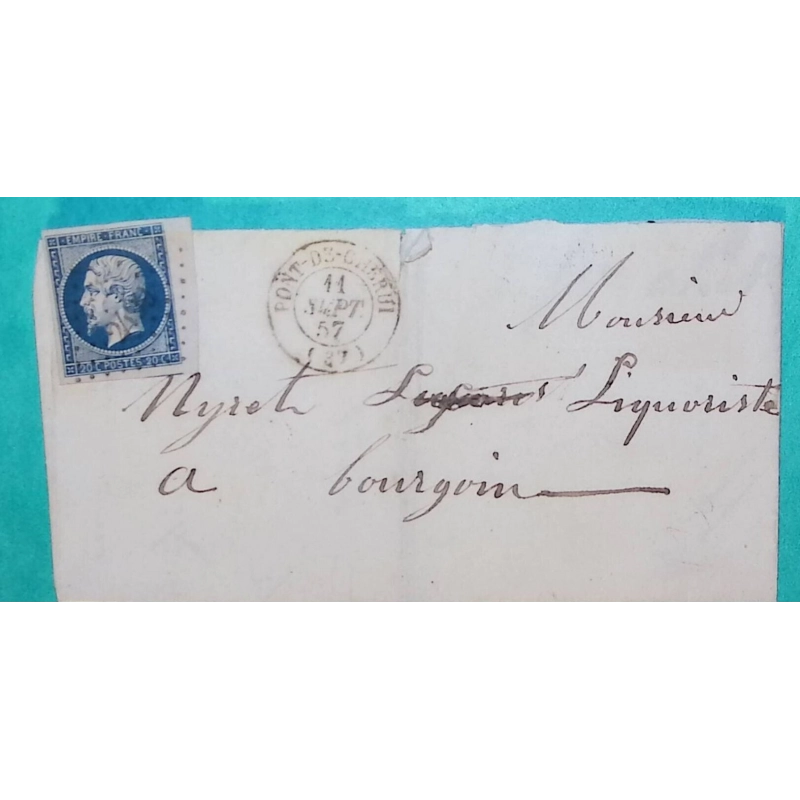 EMPIRE FRANC
20 C POSTES 20 C
PONT-DE-CHERUI
11
SEPT
57
(37)
Monsieur
Nyret Liquoriste
a bourgoin